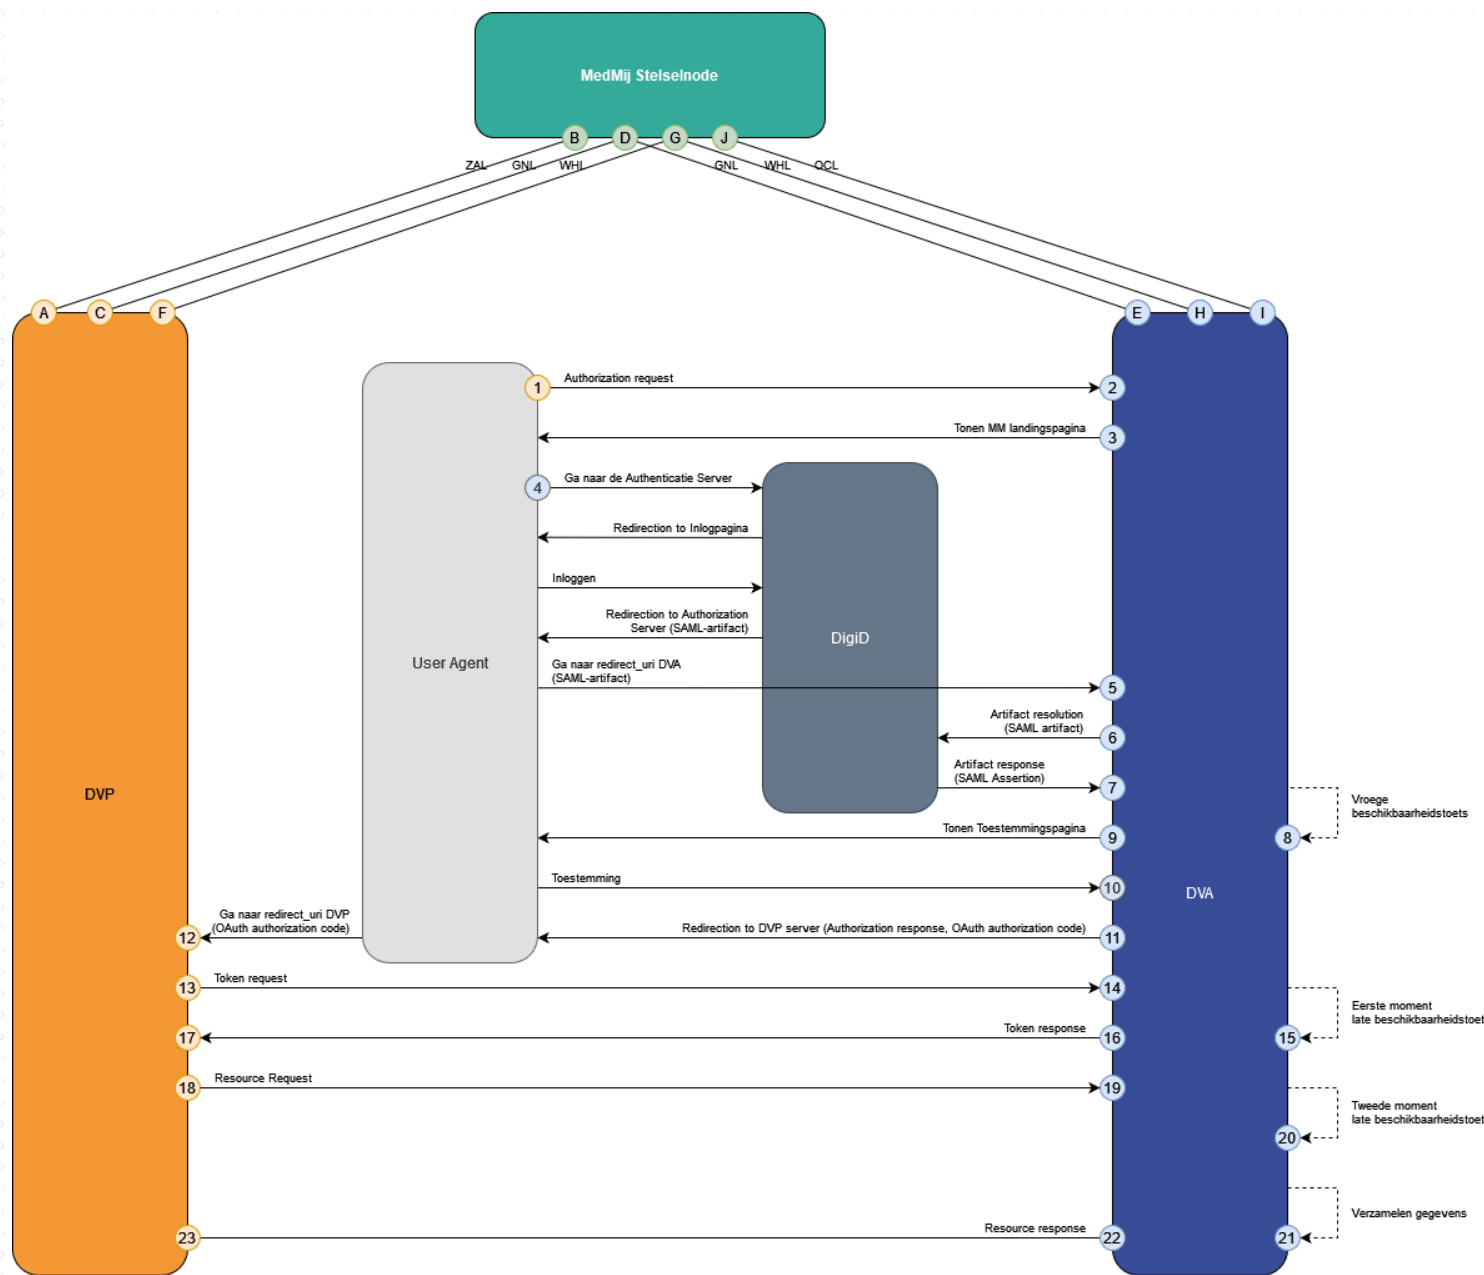 MedMij Stelselnode
B
D
G
J
ZAL
GNL
WHL
GNL
WHL
OCL
A
C
F
E
H
I
1
Authorization request
2
Tonen MM landingspagina
3
4
Ga naar de Authenticatie Server
Redirection to Inlogpagina
Inloggen
Redirection to Authorization
Server (SAML-artifact)
DigiD
User Agent
Ga naar redirect_uri DVA
(SAML-artifact)
5
Artifact resolution
(SAML artifact)
6
Artifact response
(SAML Assertion)
7
DVP
Vroege
beschikbaarheidstoets
Tonen Toestemmingspagina
9
8
Toestemming
10
DVA
Ga naar redirect_uri DVP
(OAuth authorization code)
12
Redirection to DVP server (Authorization response, OAuth authorization code)
11
13
Token request
14
Eerste moment
late beschikbaarheidstoet
17
Token response
16
15
18
Resource Request
19
Tweede moment
late beschikbaarheidstoet
20
Verzamelen gegevens
23
Resource response
22
21